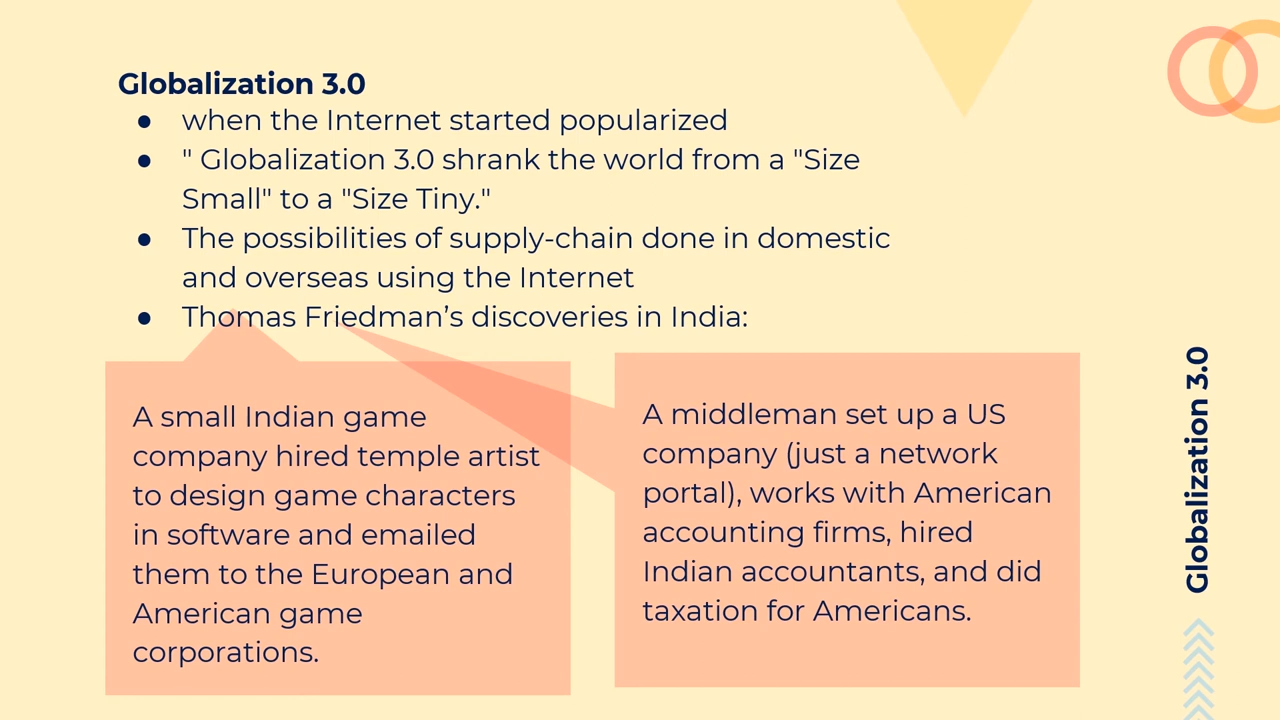 Globalization 3.0
● when the Internet started popularized
● " Globalization 3.0 shrank the world from a "Size
Small" to a "Size Tiny."
● The possibilities of supply-chain done in domestic
and overseas using the Internet
● Thomas Friedman’s discoveries in India:
A small Indian game
company hired temple artist
to design game characters
in software and emailed
them to the European and
American game
corporations.
A middleman set up a US
company (just a network
portal), works with American
accounting firms, hired
Indian accountants, and did
taxation for Americans.
Globalization 3.0